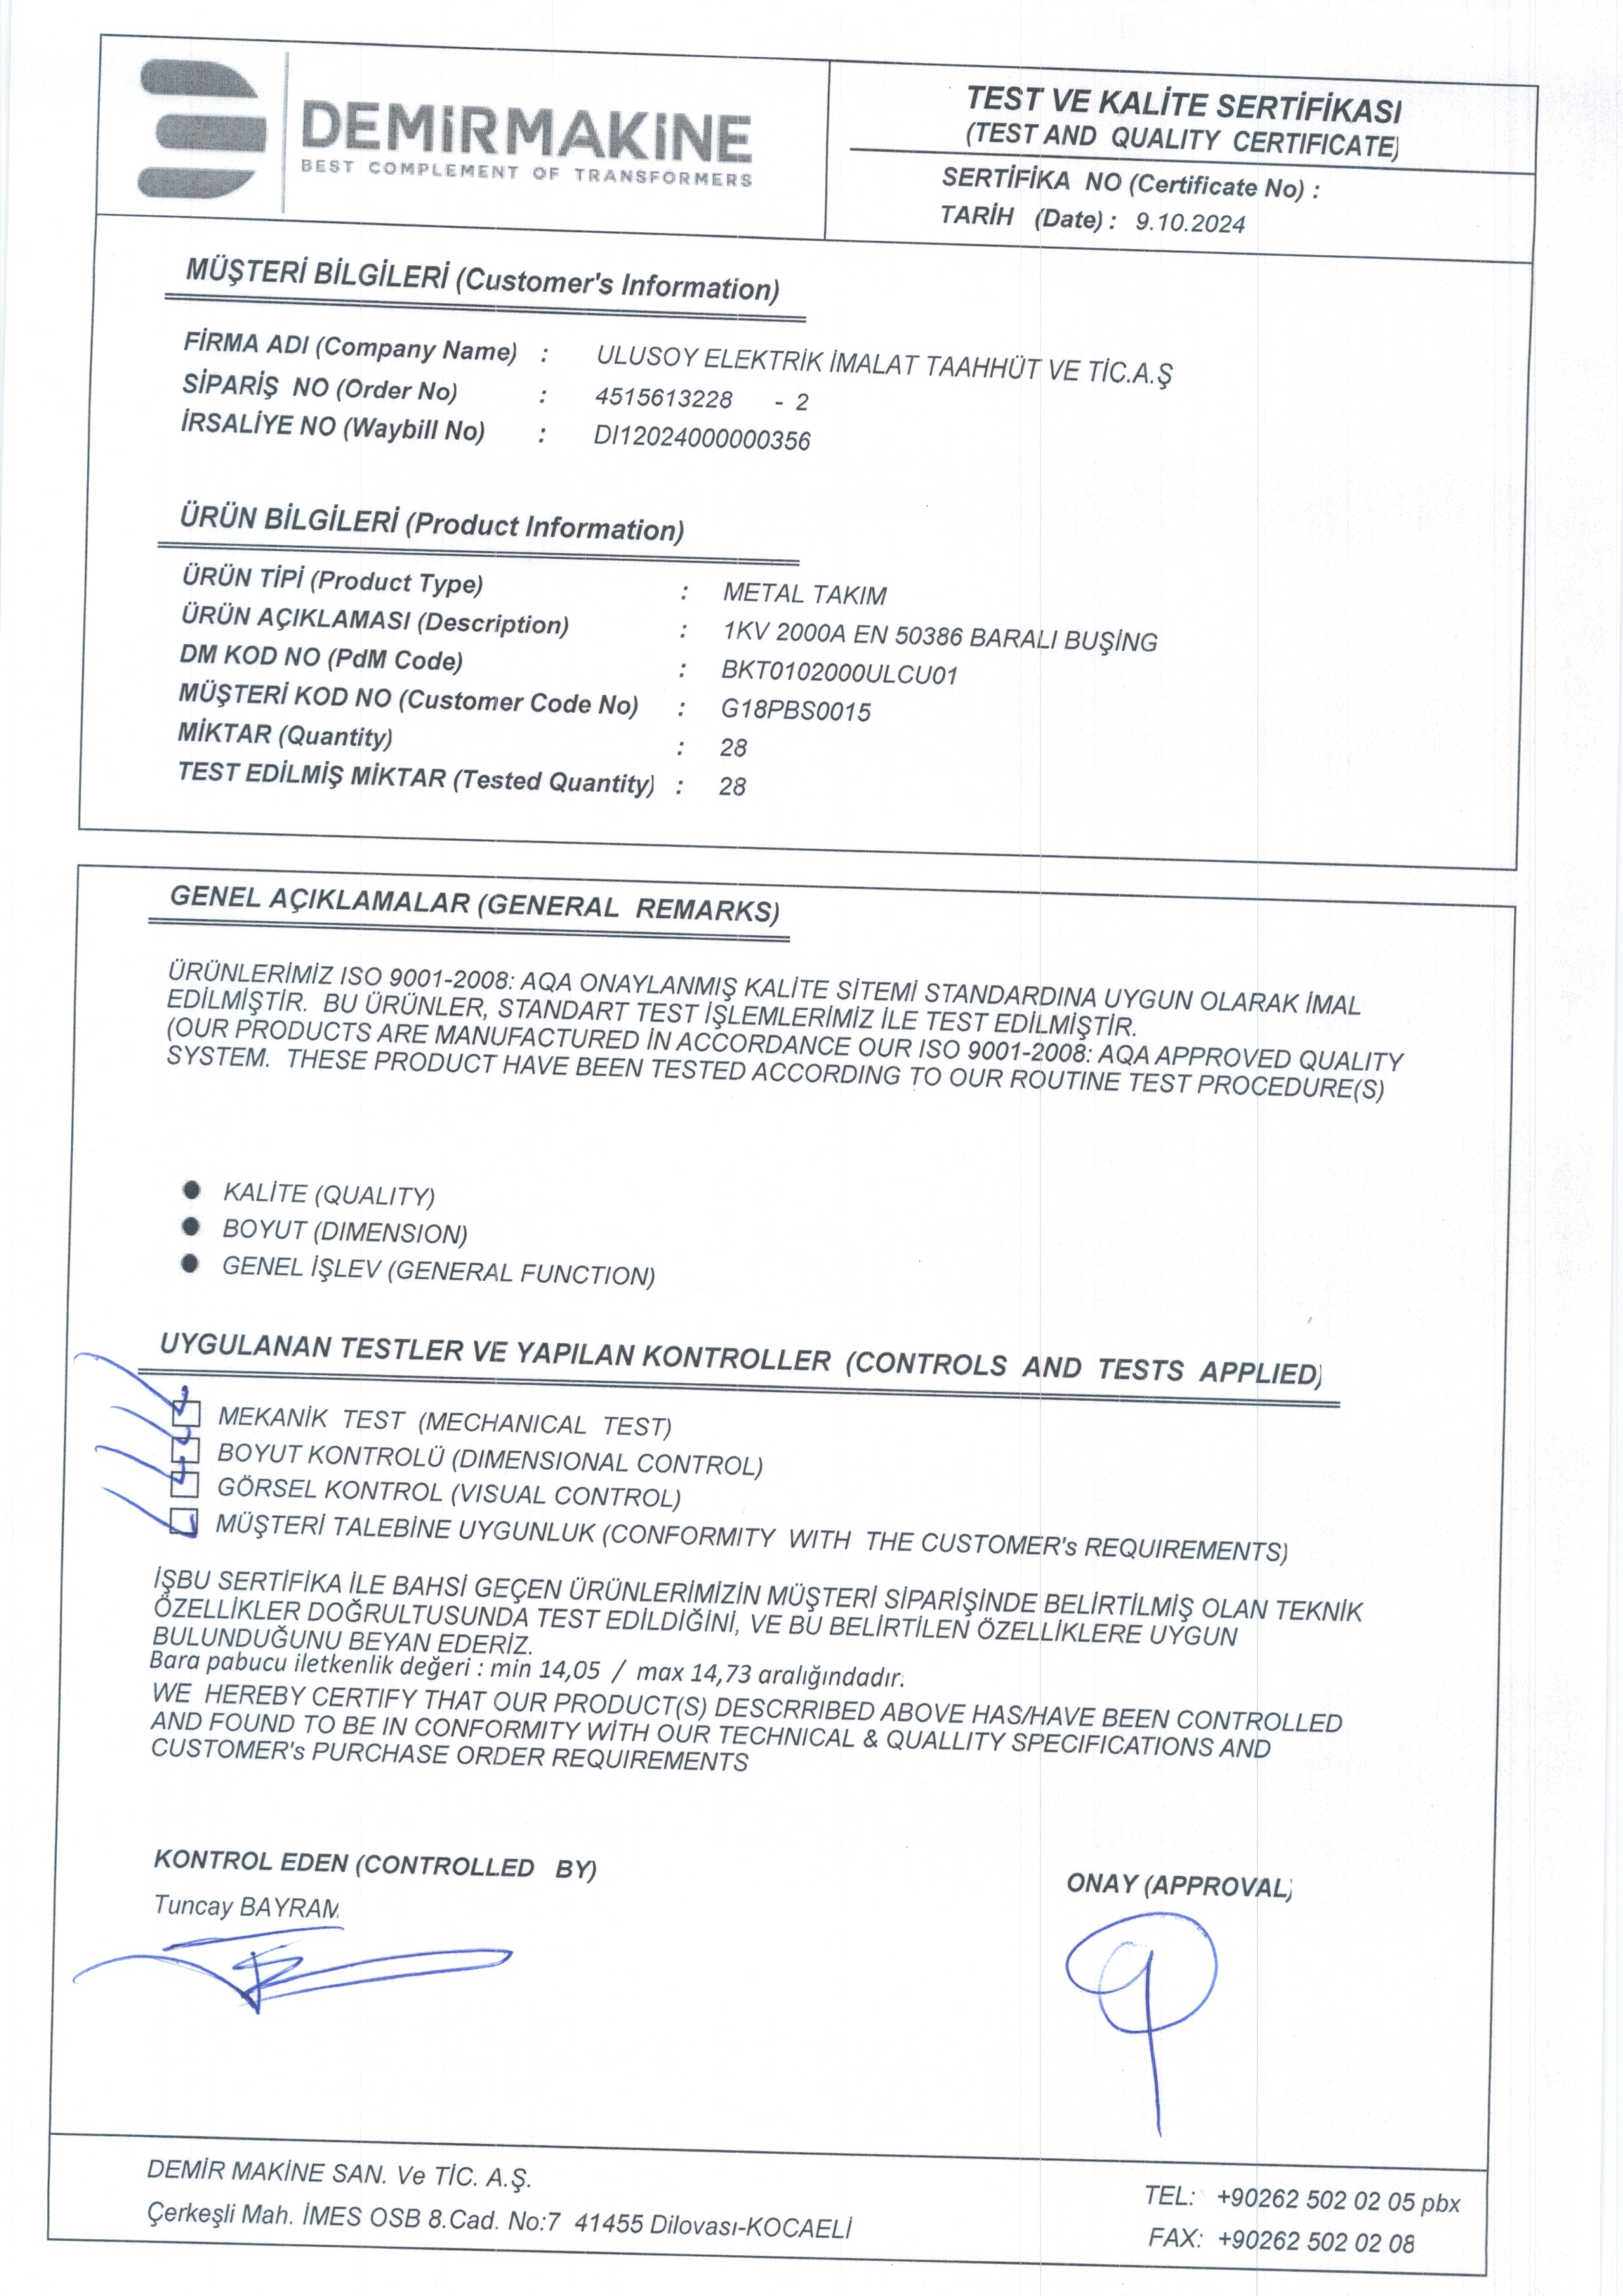 DEMİRMAKİNE
BEST COMPLEMENT OF TRANSFORMERS
TEST VE KALİTE SERTİFİKASI
(TEST AND QUALITY CERTIFICATE)
SERTİFİKA NO (Certificate No) :
TARİH (Date) : 9.10.2024
MÜŞTERİ BİLGİLERİ (Customer's Information)
FİRMA ADI (Company Name) : ULUSOY ELEKTRİK İMALAT TAAHHÜT VE TİC.A.Ş
SİPARİŞ NO (Order No) : 4515613228 - 2
İRSALİYE NO (Waybill No) : DI12024000000356
ÜRÜN BİLGİLERİ (Product Information)
ÜRÜN TİPİ (Product Type) : METAL TAKIM
ÜRÜN AÇIKLAMASI (Description) : 1KV 2000A EN 50386 BARALI BUŞİNG
DM KOD NO (PdM Code) : BKT0102000ULCU01
MÜŞTERİ KOD NO (Customer Code No) : G18PBS0015
MİKTAR (Quantity) : 28
TEST EDİLMİŞ MİKTAR (Tested Quantity) : 28
GENEL AÇIKLAMALAR (GENERAL REMARKS)
ÜRÜNLERİMİZ ISO 9001-2008: AQA ONAYLANMIŞ KALİTE SİTEMİ STANDARDINA UYGUN OLARAK İMAL
EDİLMİŞTİR. BU ÜRÜNLER, STANDART TEST İŞLEMLERİMİZ İLE TEST EDİLMİŞTİR.
(OUR PRODUCTS ARE MANUFACTURED İN ACCORDANCE OUR ISO 9001-2008: AQA APPROVED QUALITY
SYSTEM. THESE PRODUCT HAVE BEEN TESTED ACCORDING TO OUR ROUTINE TEST PROCEDURE(S)
● KALİTE (QUALITY)
● BOYUT (DIMENSION)
● GENEL İŞLEV (GENERAL FUNCTION)
UYGULANAN TESTLER VE YAPILAN KONTROLLER (CONTROLS AND TESTS APPLIED)
MEKANİK TEST (MECHANICAL TEST)
BOYUT KONTROLÜ (DIMENSIONAL CONTROL)
GÖRSEL KONTROL (VISUAL CONTROL)
MÜŞTERİ TALEBİNE UYGUNLUK (CONFORMITY WITH THE CUSTOMER's REQUIREMENTS)
İŞBU SERTİFİKA İLE BAHSİ GEÇEN ÜRÜNLERİMİZİN MÜŞTERİ SİPARİŞİNDE BELİRTİLMİŞ OLAN TEKNİK
ÖZELLİKLER DOĞRULTUSUNDA TEST EDİLDİĞİNİ, VE BU BELİRTİLEN ÖZELLİKLERE UYGUN
BULUNDUĞUNU BEYAN EDERİZ.
Bara pabucu iletkenlik değeri : min 14,05 / max 14,73 aralığındadır.
WE HEREBY CERTIFY THAT OUR PRODUCT(S) DESCRRIBED ABOVE HAS/HAVE BEEN CONTROLLED
AND FOUND TO BE IN CONFORMITY WİTH OUR TECHNICAL & QUALLITY SPECIFICATIONS AND
CUSTOMER's PURCHASE ORDER REQUIREMENTS
KONTROL EDEN (CONTROLLED BY)
ONAY (APPROVAL)
Tuncay BAYRAM
DEMİR MAKİNE SAN. Ve TİC. A.Ş.
Çerkeşli Mah. İMES OSB 8.Cad. No:7 41455 Dilovası-KOCAELİ
TEL: +90262 502 02 05 pbx
FAX: +90262 502 02 08